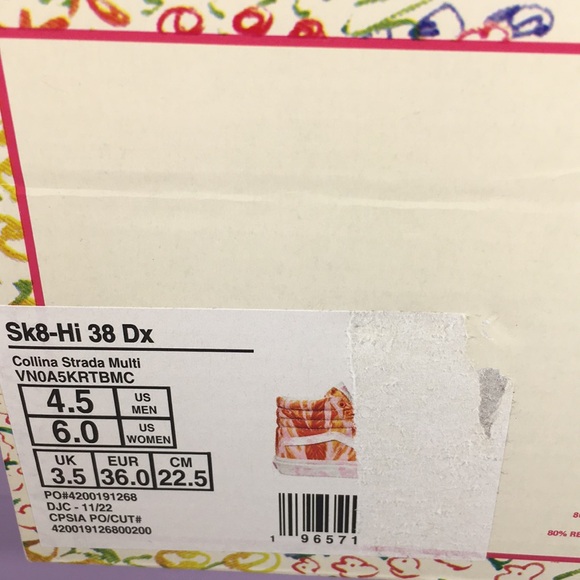 Sk8-Hi 38 Dx
Collina Strada Multi
VN0A5KRTBMC
4.5 US MEN
6.0 US WOMEN
UK EUR CM
3.5 36.0 22.5
PO#4200191268
DJC - 11/22
CPSIA PO/CUT#
420019126800200
1 96571
80% RE